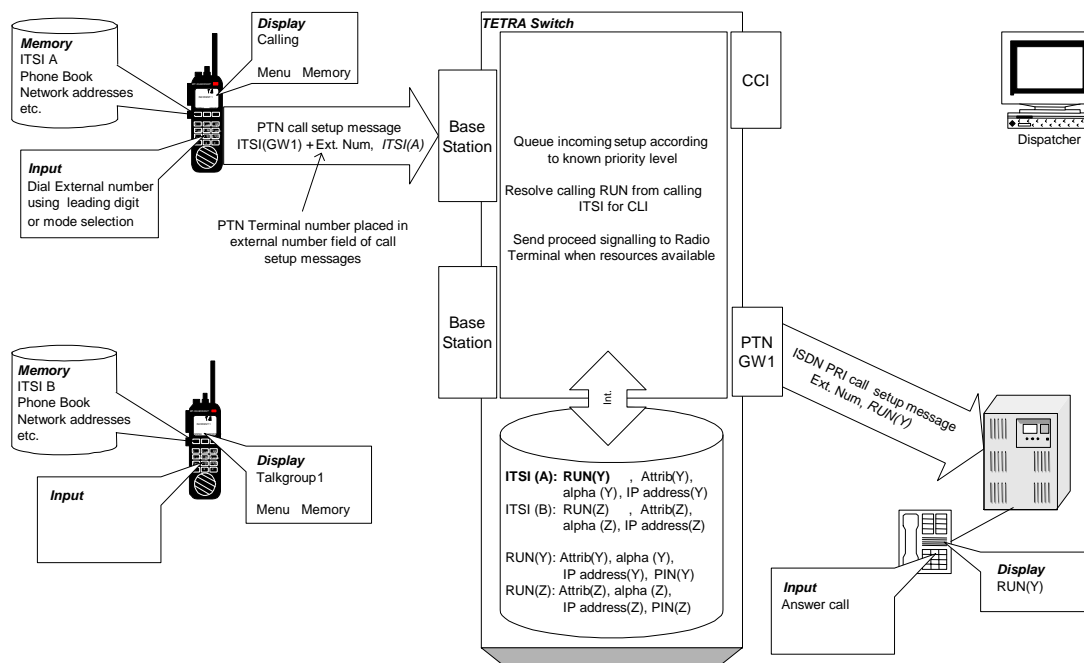 TETRA Switch
Memory
ITSI A
Phone Book
Network addresses
etc.
Display
Calling
Menu Memory
Input
Dial External number
using leading digit
or mode selection
PTN call setup message
ITSI(GW1) +Ext. Num, ITSI(A)
PTN Terminal number placed in
external number field of call
setup messages
Base
Station
Queue incoming setup according
to known priority level
Resolve calling RUN from calling
ITSI for CLI
Send proceed signalling to Radio
Terminal when resources available
CCI
Dispatcher
Base
Station
PTN
GW1
ISDN PRI call setup message
Ext. Num, RUN(Y)
Int.
Memory
ITSI B
Phone Book
Network addresses
etc.
Input
Display
Talkgroup1
Menu Memory
ITSI (A): RUN(Y) , Attrib(Y),
alpha (Y), IP address(Y)
ITSI (B): RUN(Z) , Attrib(Z),
alpha (Z), IP address(Z)
RUN(Y): Attrib(Y), alpha (Y),
IP address(Y), PIN(Y)
RUN(Z): Attrib(Z), alpha (Z),
IP address(Z), PIN(Z)
Input
Answer call
Display
RUN(Y)